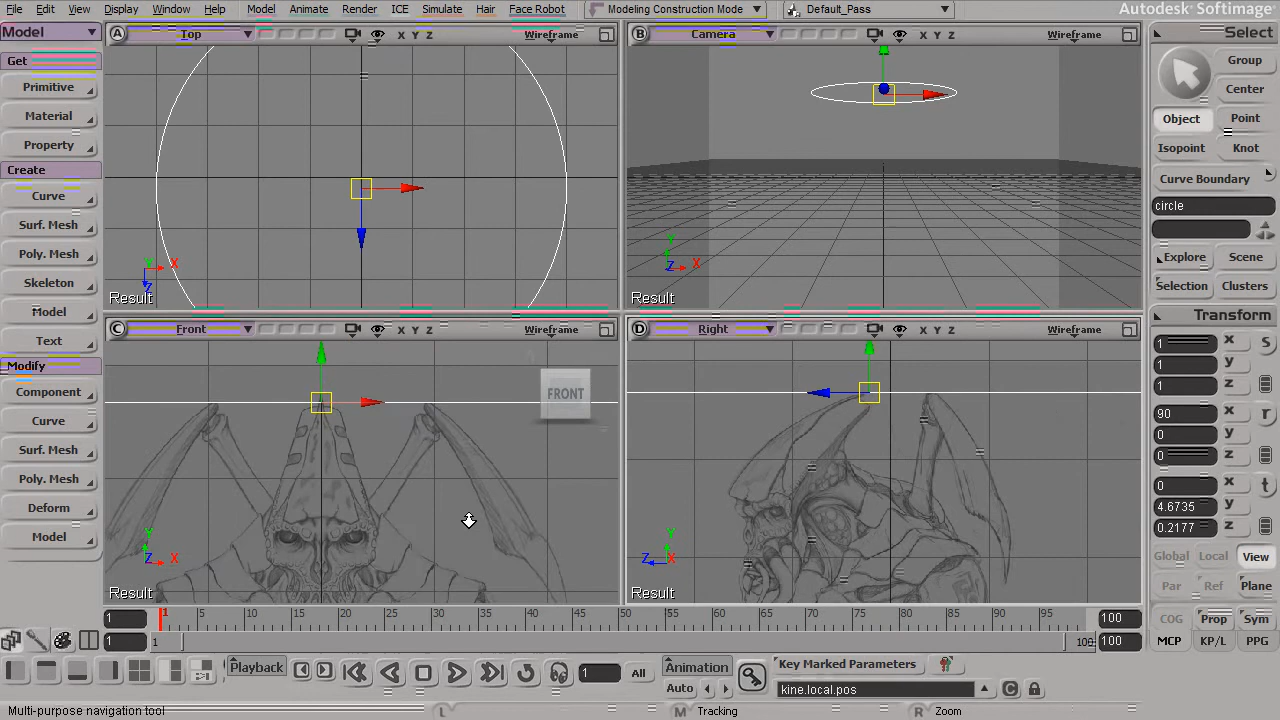 File Edit View Display Window Help Model Animate Render ICE Simulate Hair Face Robot Modeling Construction Mode Default_Pass Autodesk Softimage
Model
Get
Primitive
Material
Property
Create
Curve
Surf. Mesh
Poly. Mesh
Skeleton
Model
Text
Modify
Component
Curve
Surf. Mesh
Poly. Mesh
Deform
Model
A Top X Y Z Wireframe
Y X
Z
Result
B Camera X Y Z Wireframe
Y
Z X
Result
C Front X Y Z Wireframe
FRONT
Y
Z X
Result
D Right X Y Z Wireframe
Y
Z X
Result
Select
Group
Center
Object Point
Isopoint Knot
Curve Boundary
circle
Explore Scene
Selection Clusters
Transform
1 x s
1 y
1 z
90 x r
0 y
0 z
0 x t
4.6735 y
0.2177 z
Global Local View
Par Ref Plane
COG Prop Sym
MCP KP/L PPG
1 1 5 10 15 20 25 30 35 40 45 50 55 60 65 70 75 80 85 90 95 100
1 1 100 100
Playback 1 All Animation Key Marked Parameters
Auto kine.local.pos
Multi-purpose navigation tool L M Tracking R Zoom